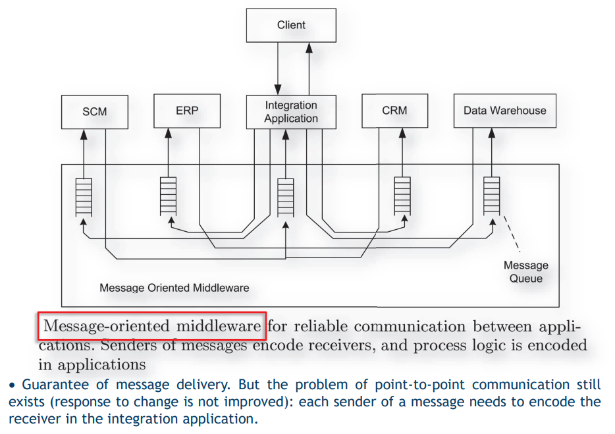 Client
SCM
ERP
Integration
Application
CRM
Data Warehouse
Message
Queue
Message Oriented Middleware
Message-oriented middleware for reliable communication between appli-
cations. Senders of messages encode receivers, and process logic is encoded
in applications
• Guarantee of message delivery. But the problem of point-to-point communication still
exists (response to change is not improved): each sender of a message needs to encode the
receiver in the integration application.